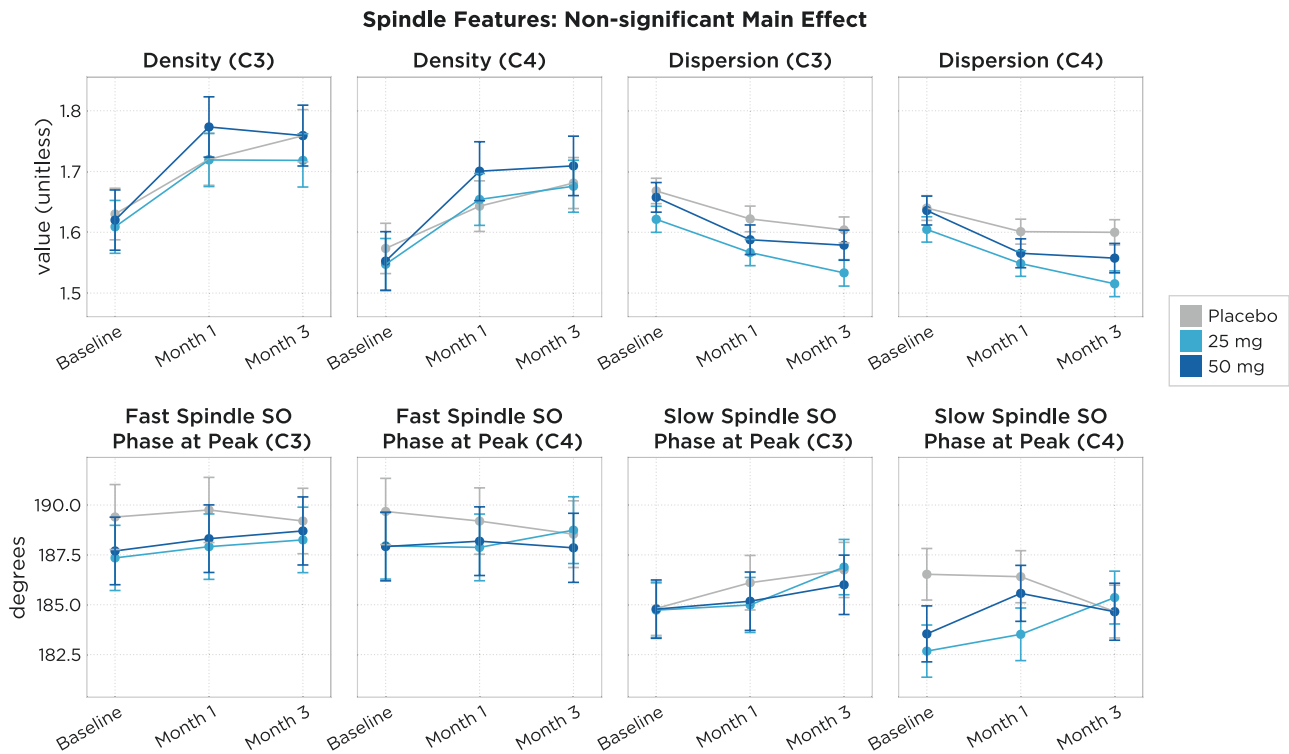 Spindle Features: Non-significant Main Effect
Density (C3)
Density (C4)
Dispersion (C3)
Dispersion (C4)
value (unitless)
1.8
1.7
1.6
1.5
Baseline
Month 1
Month 3
Baseline
Month 1
Month 3
Baseline
Month 1
Month 3
Baseline
Month 1
Month 3
Placebo
25 mg
50 mg
Fast Spindle SO
Phase at Peak (C3)
Fast Spindle SO
Phase at Peak (C4)
Slow Spindle SO
Phase at Peak (C3)
Slow Spindle SO
Phase at Peak (C4)
degrees
190.0
187.5
185.0
182.5
Baseline
Month 1
Month 3
Baseline
Month 1
Month 3
Baseline
Month 1
Month 3
Baseline
Month 1
Month 3